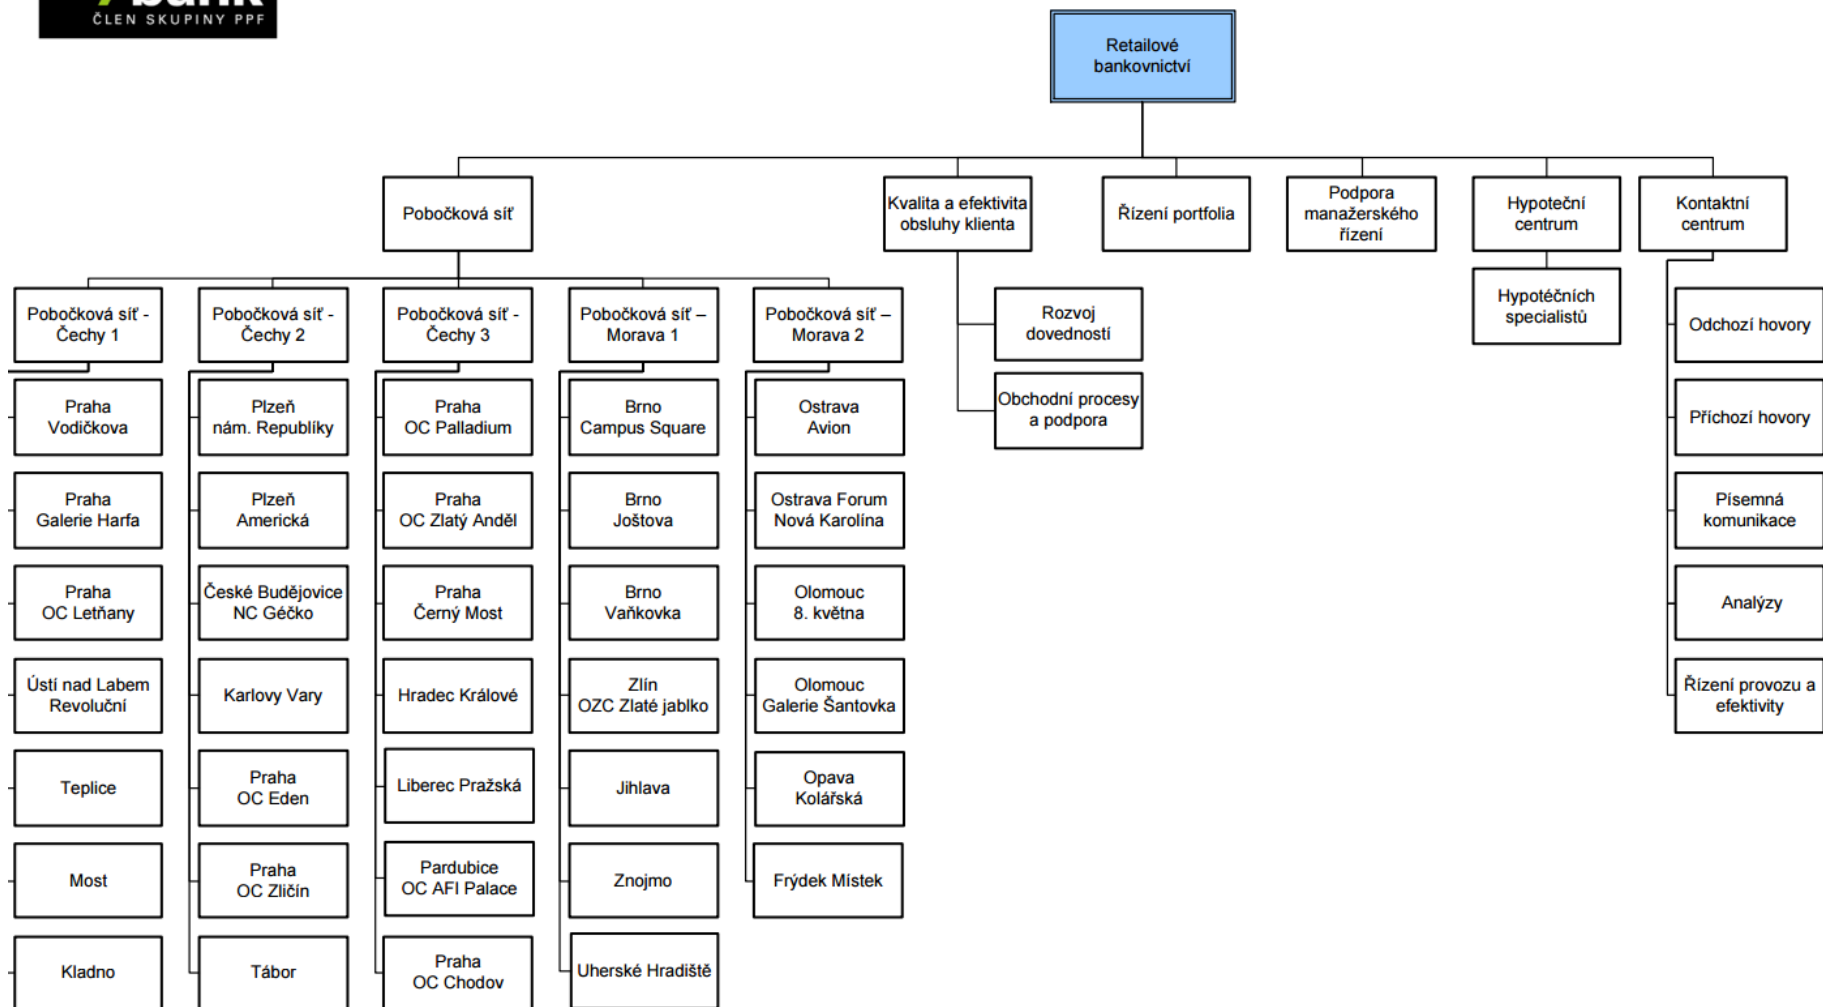 ČLEN SKUPINY PPF
Retailové
bankovnictví
Pobočková síť
Kvalita a efektivita
obsluhy klienta
Řízení portfolia
Podpora
manažerského
řízení
Hypoteční
centrum
Kontaktní
centrum
Pobočková síť -
Čechy 1
Pobočková síť -
Čechy 2
Pobočková síť -
Čechy 3
Pobočková síť –
Morava 1
Pobočková síť –
Morava 2
Rozvoj
dovedností
Hypotéčních
specialistů
Odchozí hovory
Praha
Vodičkova
Plzeň
nám. Republíky
Praha
OC Palladium
Brno
Campus Square
Ostrava
Avion
Obchodní procesy
a podpora
Příchozí hovory
Praha
Galerie Harfa
Plzeň
Americká
Praha
OC Zlatý Anděl
Brno
Joštova
Ostrava Forum
Nová Karolína
Písemná
komunikace
Praha
OC Letňany
České Budějovice
NC Géčko
Praha
Černý Most
Brno
Vaňkovka
Olomouc
8. května
Analýzy
Ústí nad Labem
Revoluční
Karlovy Vary
Hradec Králové
Zlín
OZC Zlaté jablko
Olomouc
Galerie Šantovka
Řízení provozu a
efektivity
Teplice
Praha
OC Eden
Liberec Pražská
Jihlava
Opava
Kolářská
Most
Praha
OC Zličín
Pardubice
OC AFI Palace
Znojmo
Frýdek Místek
Kladno
Tábor
Praha
OC Chodov
Uherské Hradiště